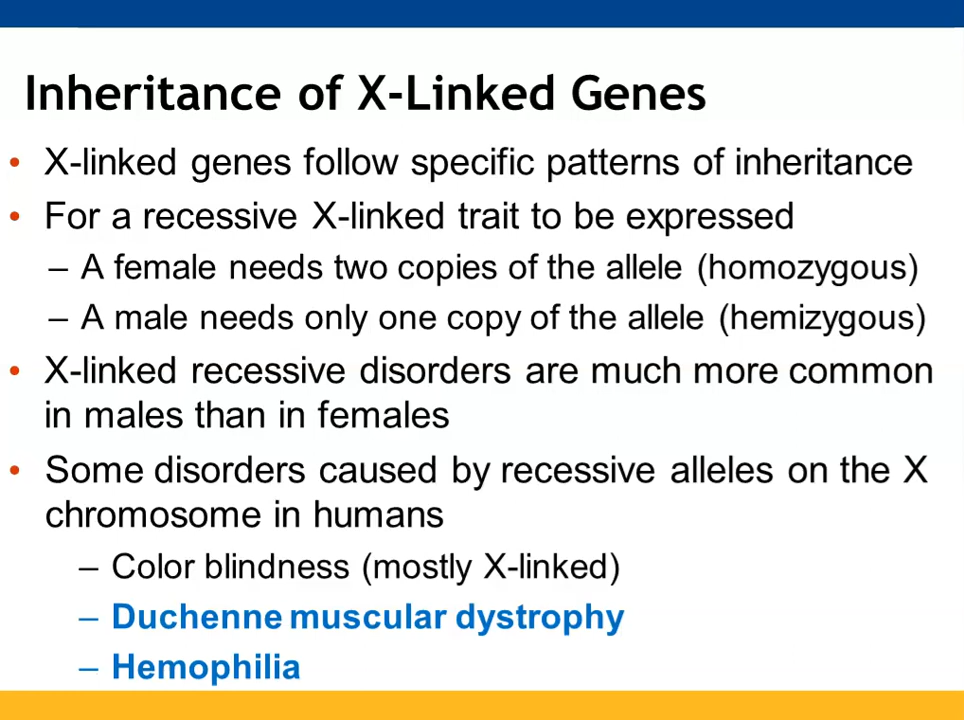 Inheritance of X-Linked Genes
• X-linked genes follow specific patterns of inheritance
• For a recessive X-linked trait to be expressed
– A female needs two copies of the allele (homozygous)
– A male needs only one copy of the allele (hemizygous)
• X-linked recessive disorders are much more common
in males than in females
• Some disorders caused by recessive alleles on the X
chromosome in humans
– Color blindness (mostly X-linked)
– Duchenne muscular dystrophy
– Hemophilia